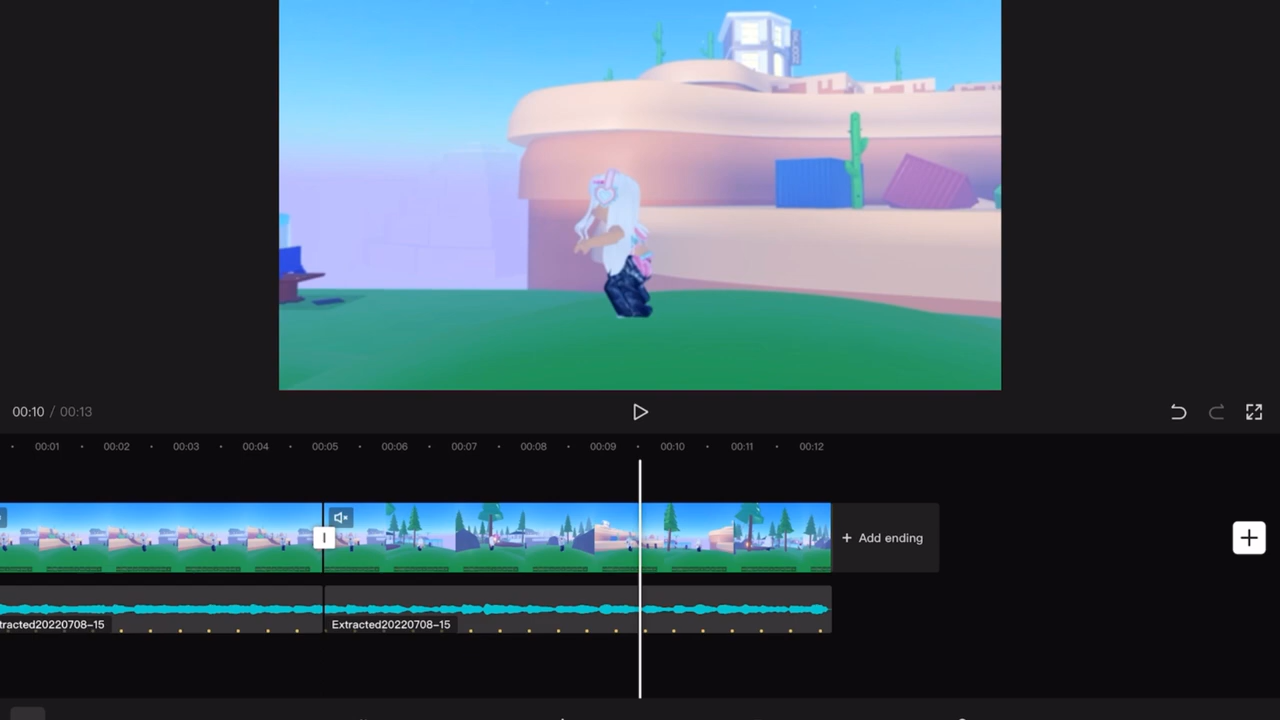 00:10 / 00:13
00:01 00:02 00:03 00:04 00:05 00:06 00:07 00:08 00:09 00:10 00:11 00:12
+ Add ending
tracted20220708-15 Extracted20220708-15